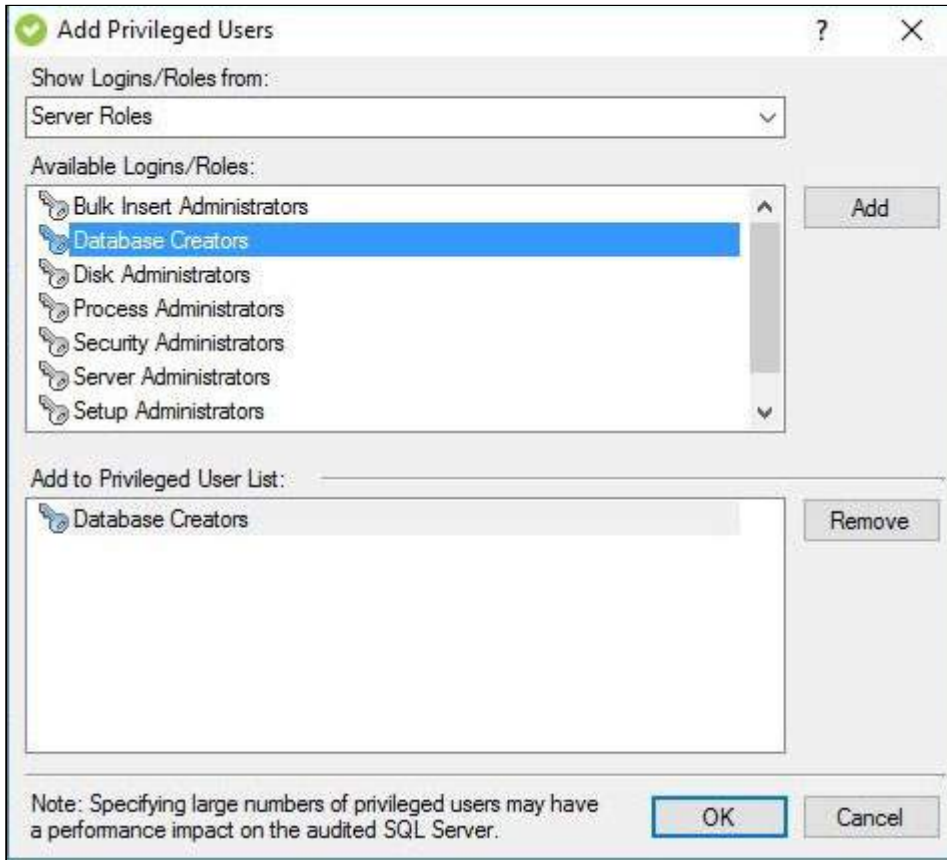 Add Privileged Users
?
Show Logins/Roles from:
Server Roles
Available Logins/Roles:
Bulk Insert Administrators
Add
Database Creators
Disk Administrators
Process Administrators
Security Administrators
Server Administrators
Setup Administrators
Add to Privileged User List:
Database Creators
Remove
Note: Specifying large numbers of privileged users may have
a performance impact on the audited SQL Server.
OK
Cancel